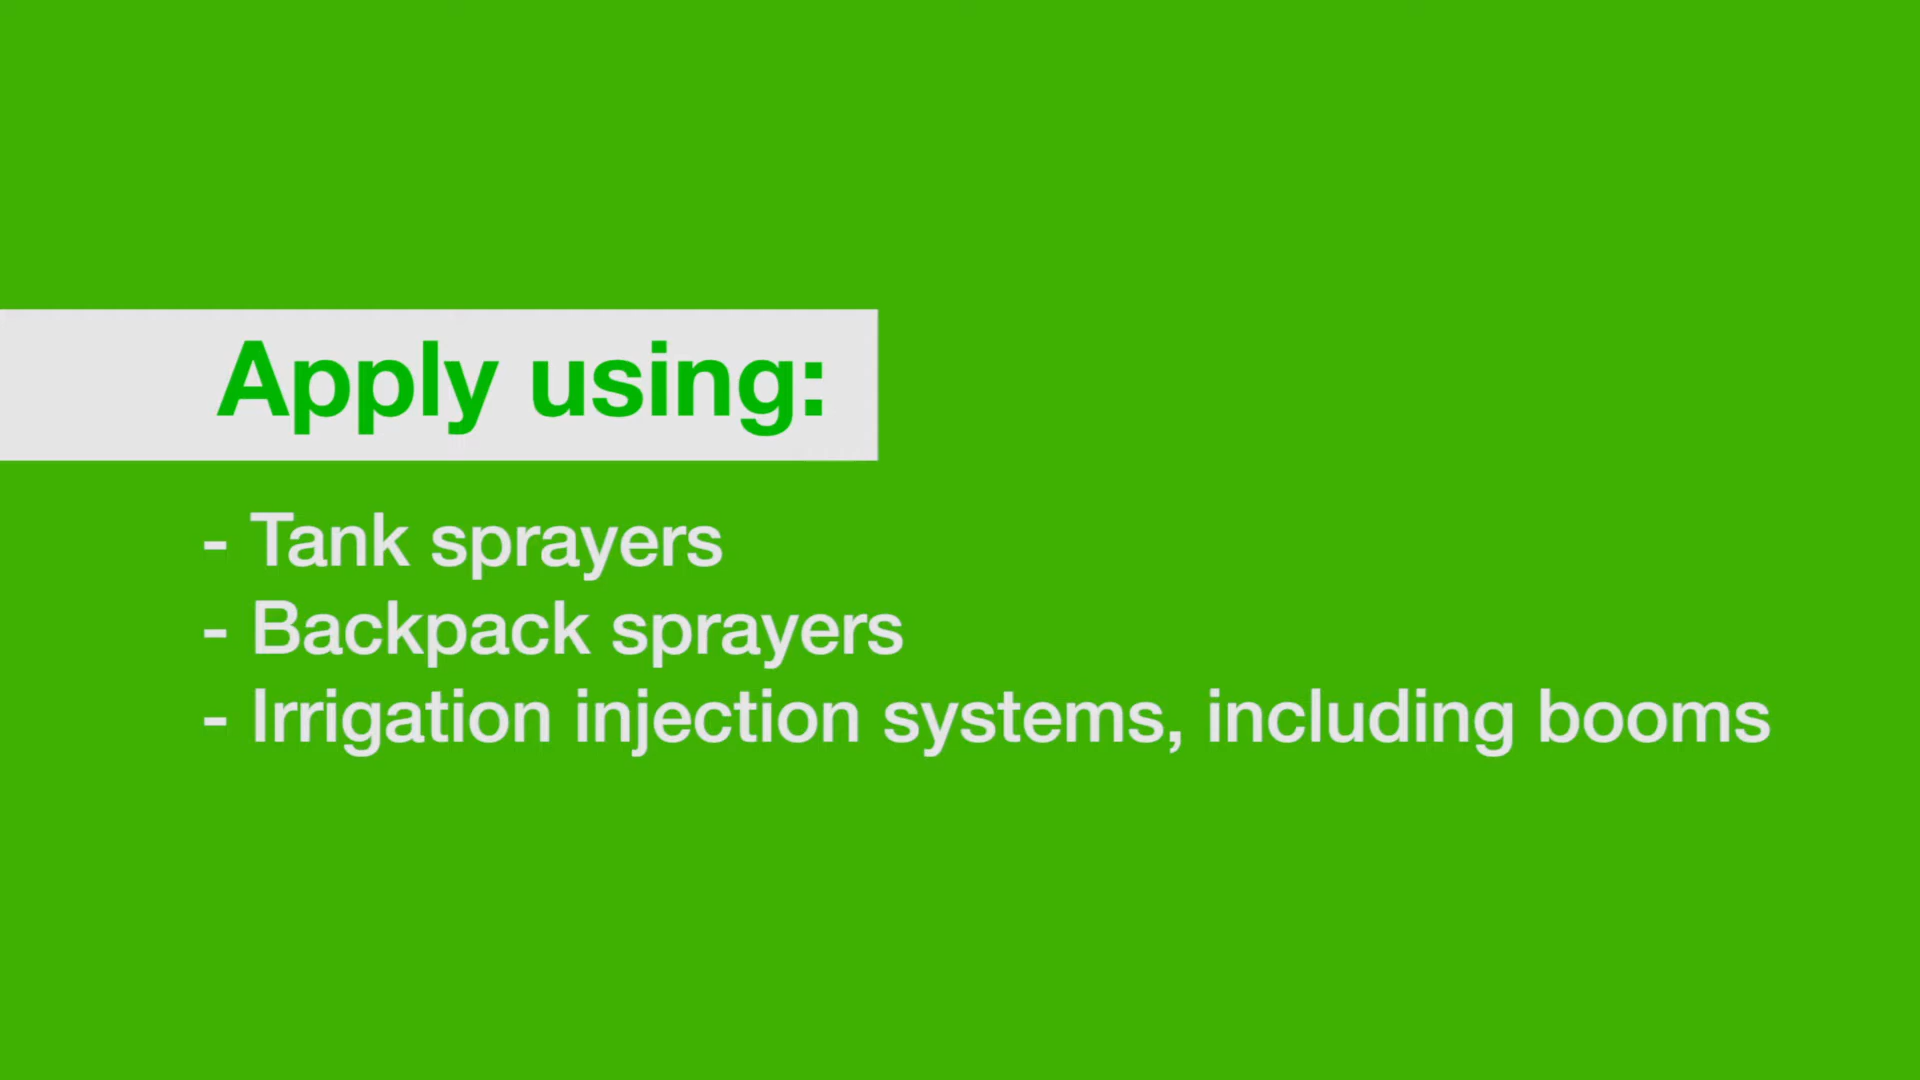 Apply using:
- Tank sprayers
- Backpack sprayers
- Irrigation injection systems, including booms